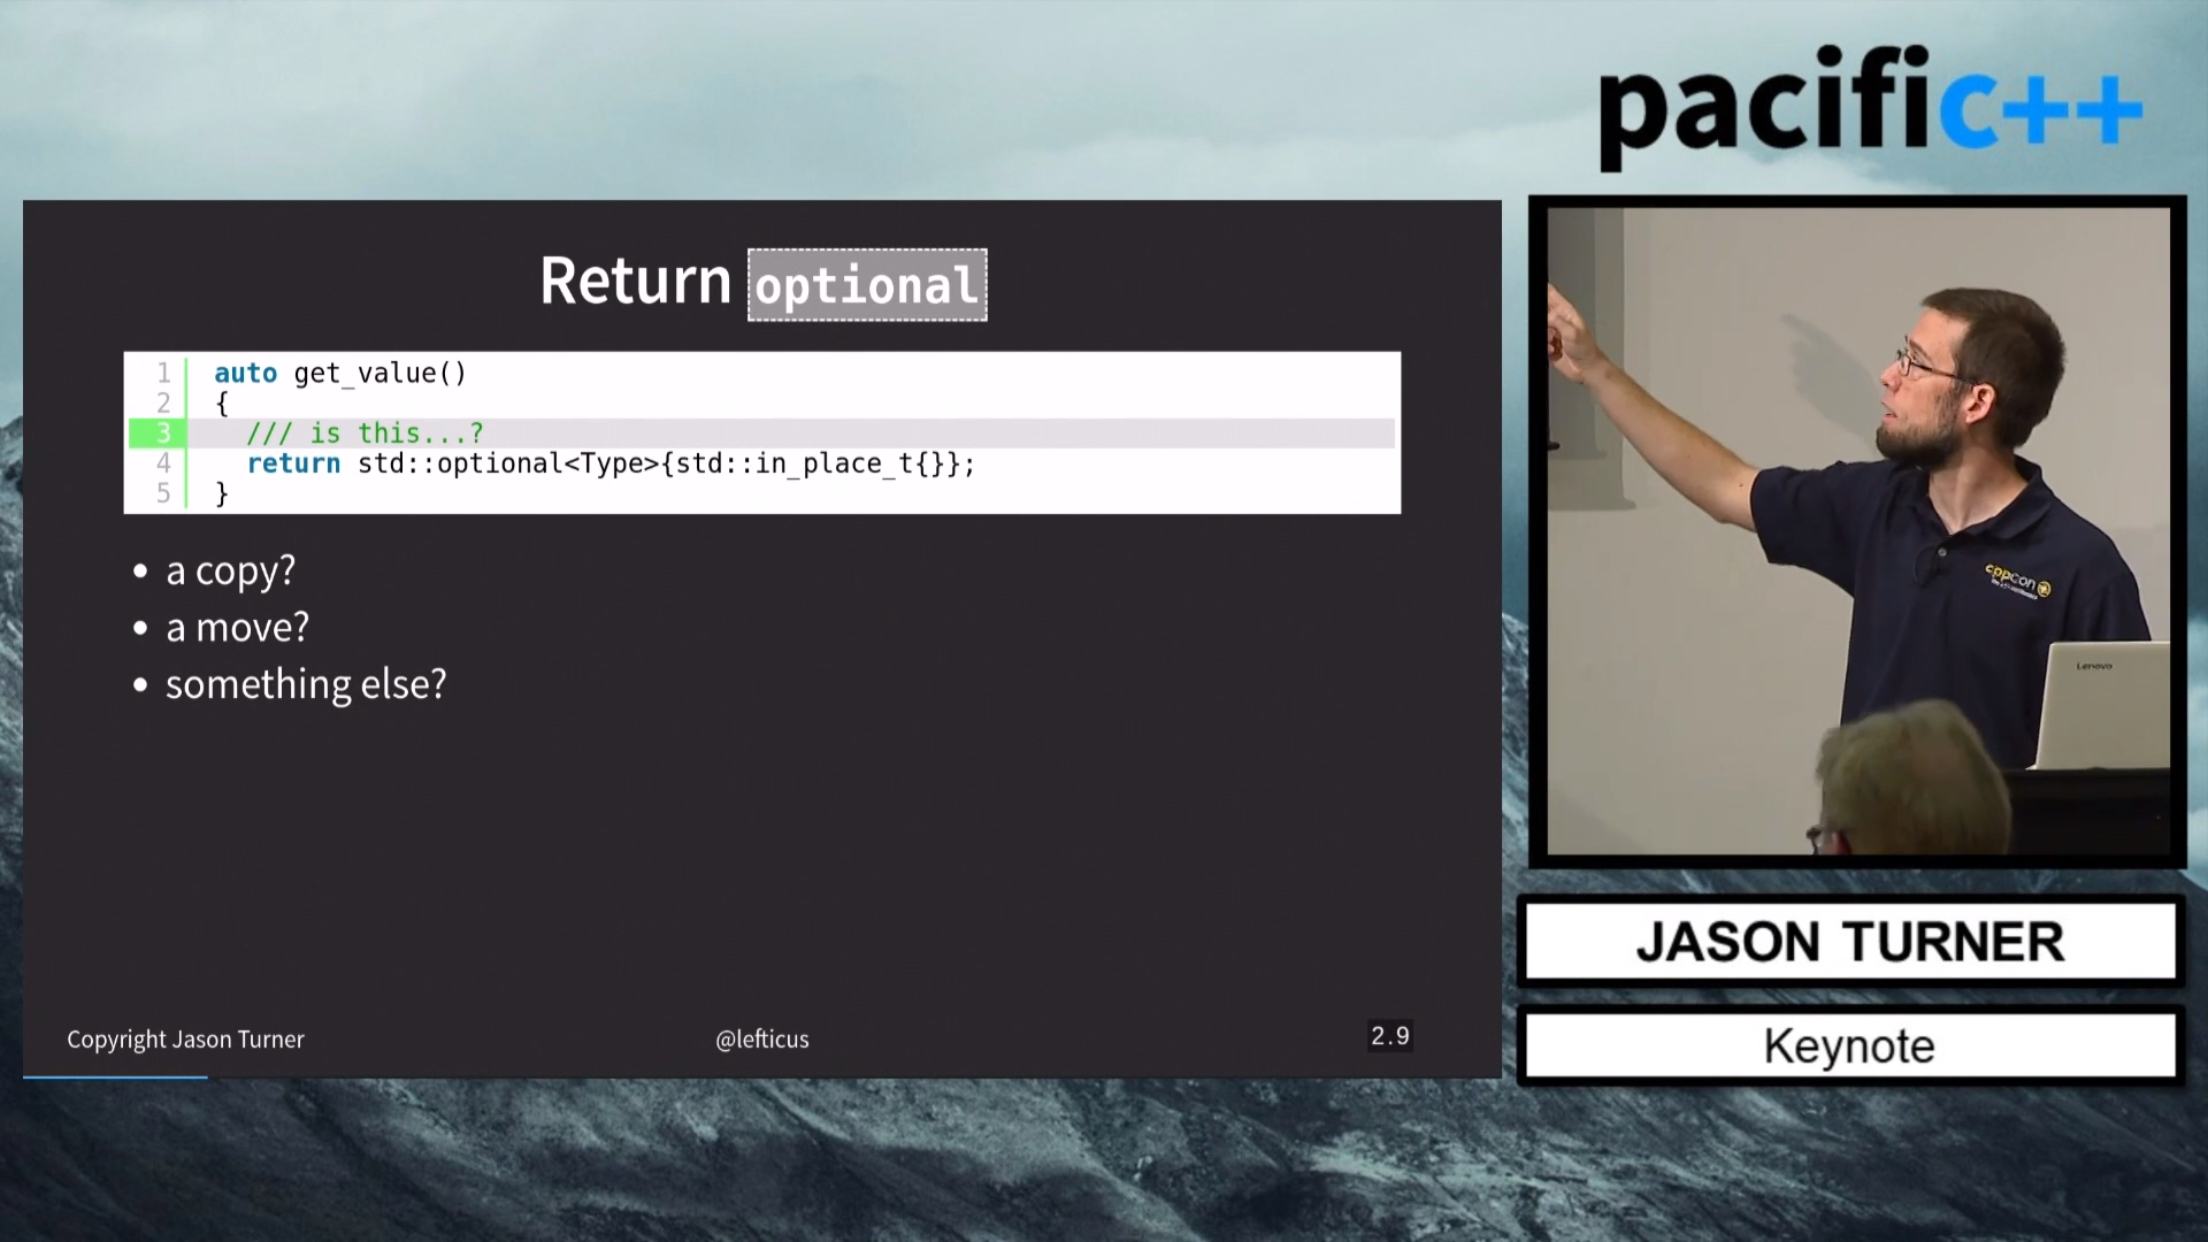 pacific++
Return optional
1 auto get_value()
2 {
3 /// is this...?
4 return std::optional<Type>{std::in_place_t{}};
5 }
• a copy?
• a move?
• something else?
Copyright Jason Turner
@lefticus
2.9
cppcon
Lenovo
JASON TURNER
Keynote